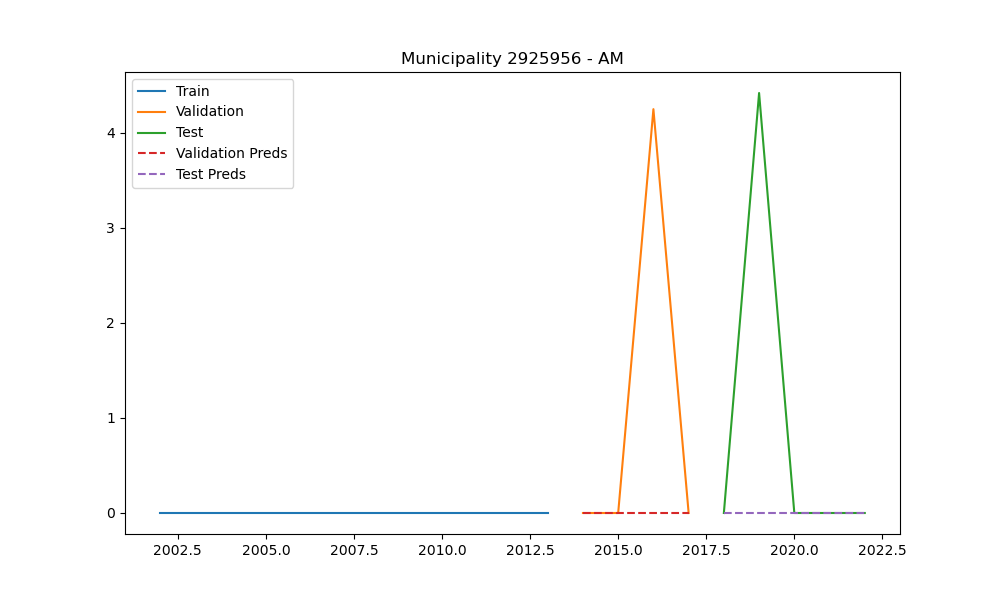 Municipality 2925956 - AM
Train
Validation
Test
Validation Preds
Test Preds
4
3
2
1
0
2002.5 2005.0 2007.5 2010.0 2012.5 2015.0 2017.5 2020.0 2022.5